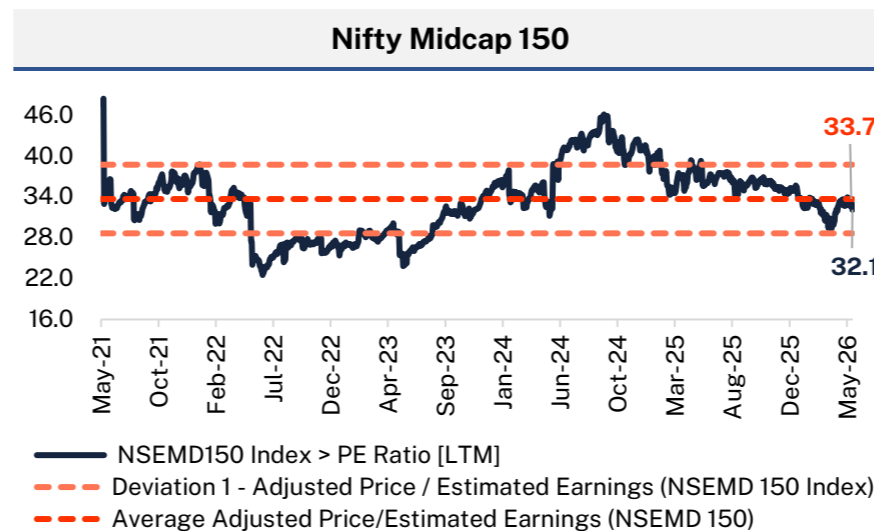 Nifty Midcap 150
46.0
40.0
34.0
28.0
22.0
16.0
33.7
32.1
May-21
Oct-21
Feb-22
Jul-22
Dec-22
Apr-23
Sep-23
Jan-24
Jun-24
Oct-24
Mar-25
Aug-25
Dec-25
May-26
NSEMD150 Index > PE Ratio [LTM]
Deviation 1 - Adjusted Price / Estimated Earnings (NSEMD 150 Index)
Average Adjusted Price/Estimated Earnings (NSEMD 150)